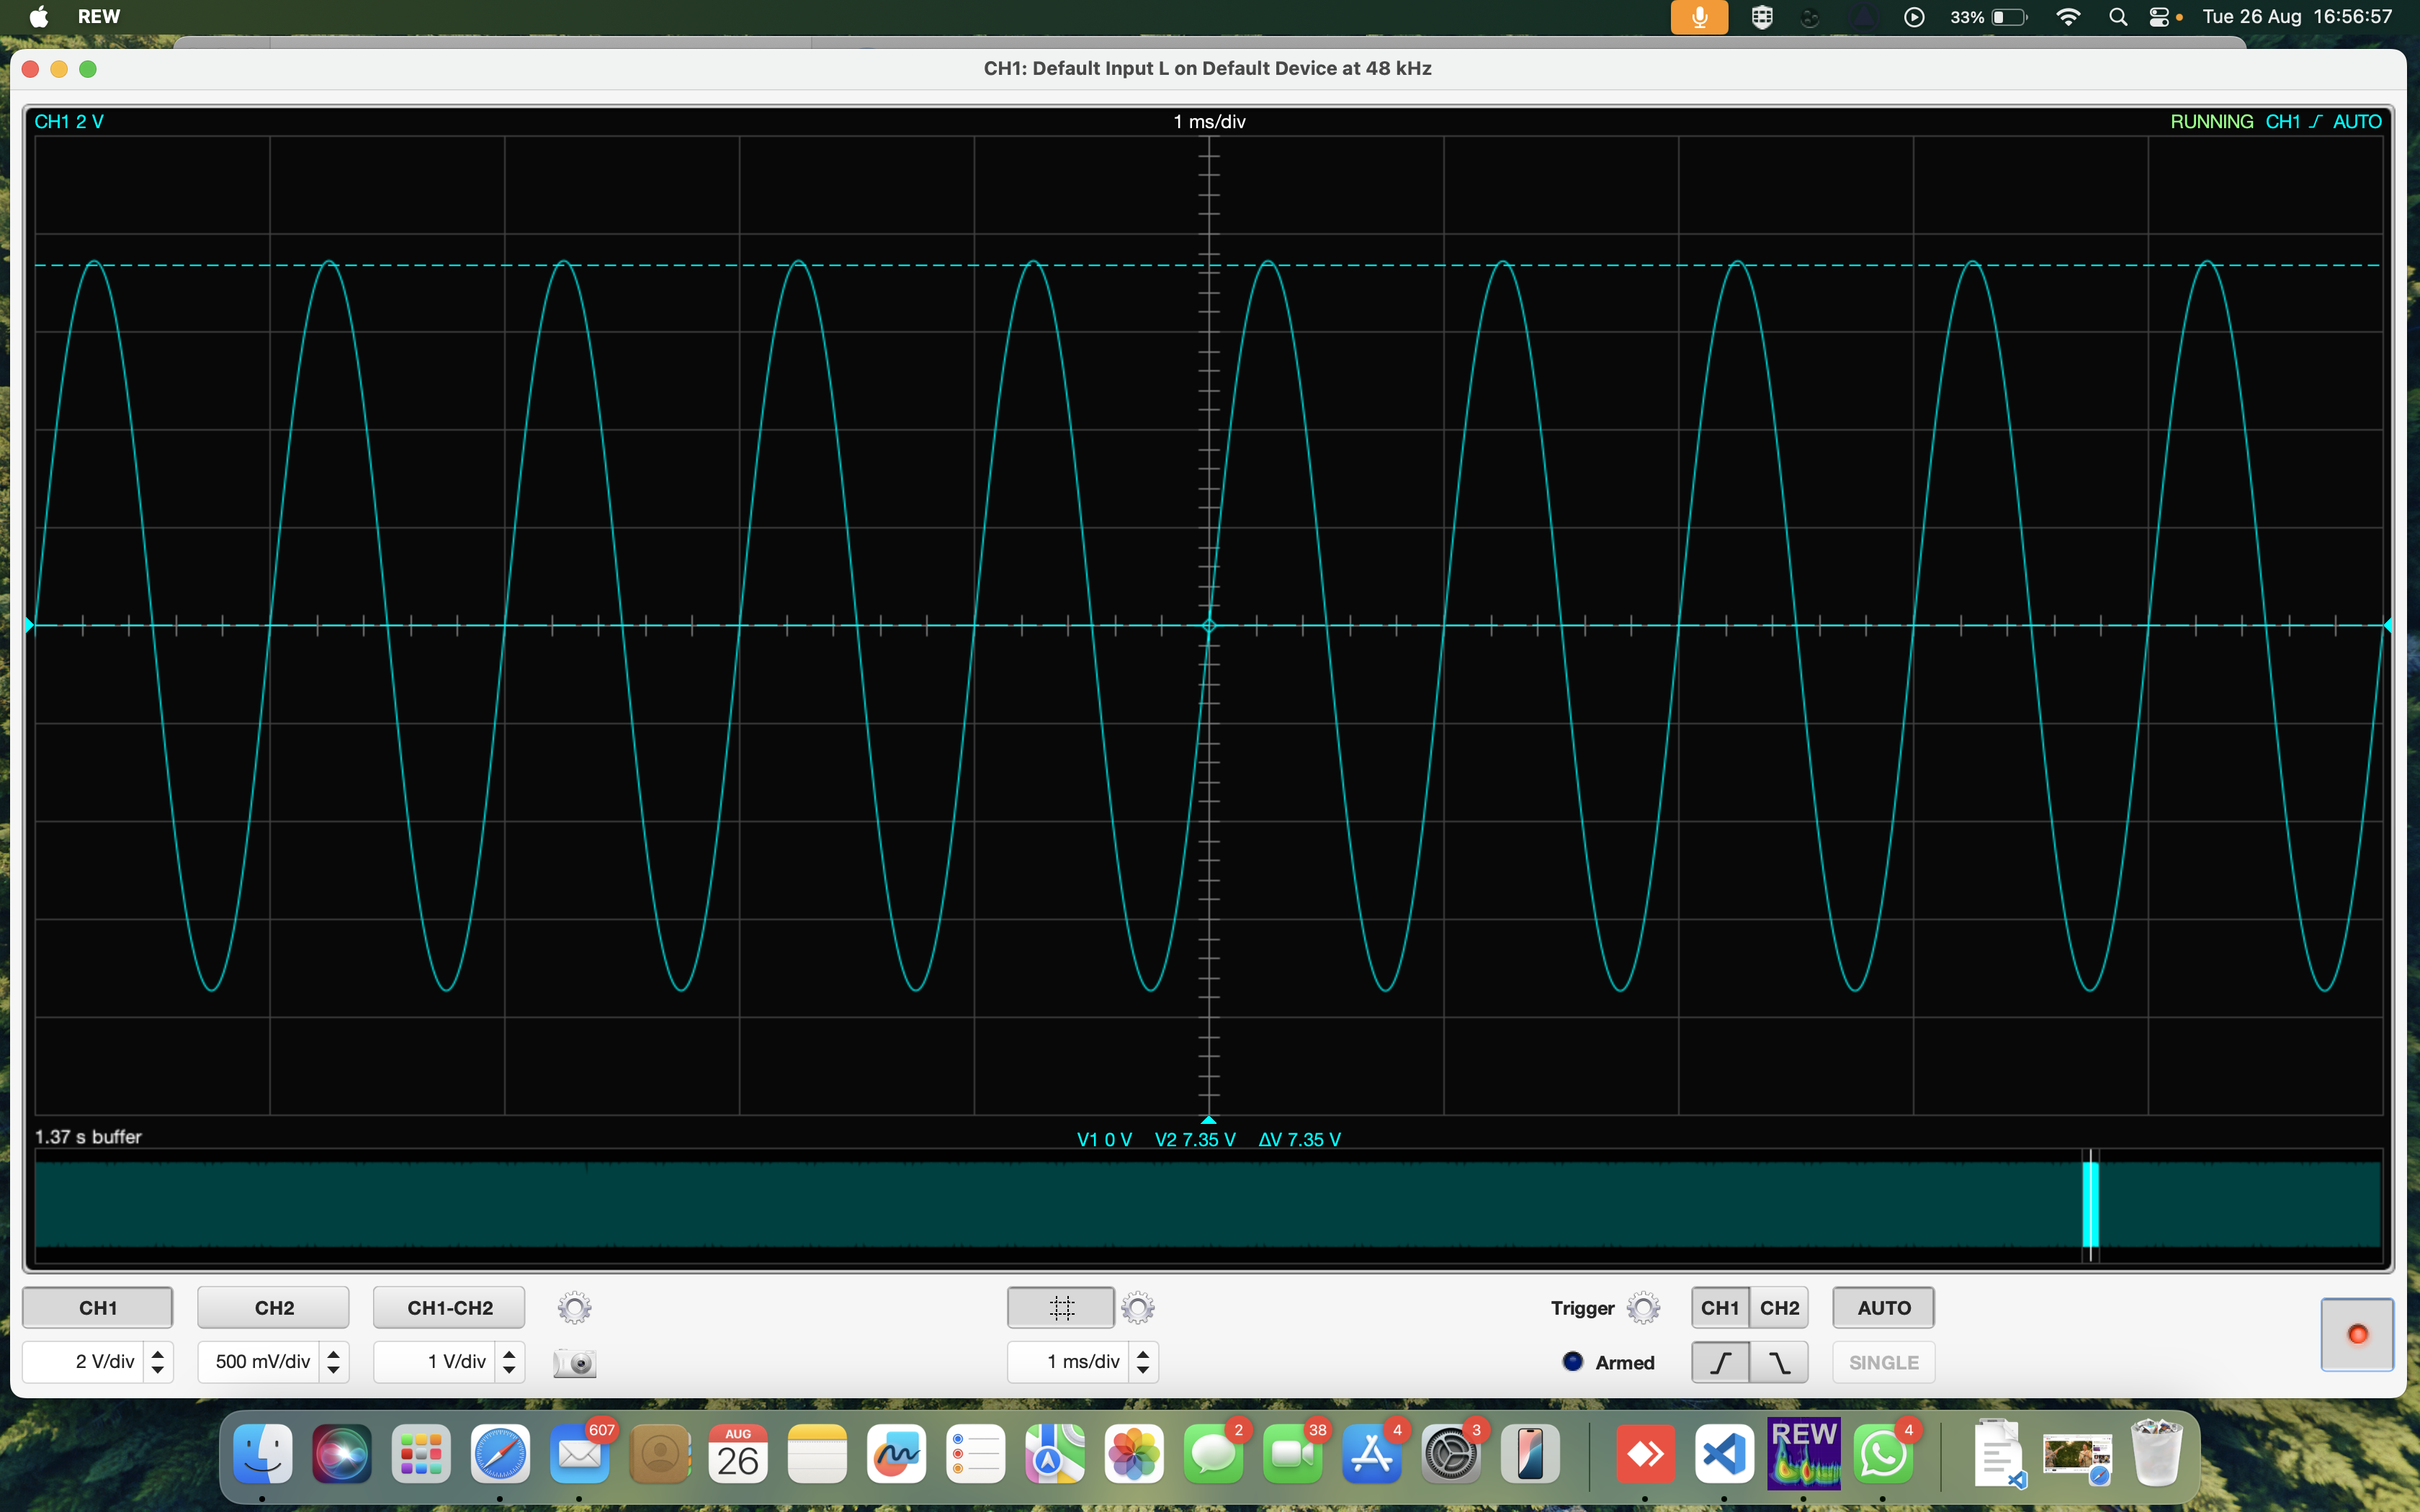 REW
33%
Tue 26 Aug 16:56:57
CH1: Default Input L on Default Device at 48 kHz
CH1 2 V
1 ms/div
RUNNING CH1 AUTO
1.37 s buffer
V1 0 V V2 7.35 V ΔV 7.35 V
CH1
CH2
CH1-CH2
Trigger
CH1
CH2
AUTO
2 V/div
500 mV/div
1 V/div
1 ms/div
Armed
SINGLE
607
AUG
26
2
38
4
3
REW
4